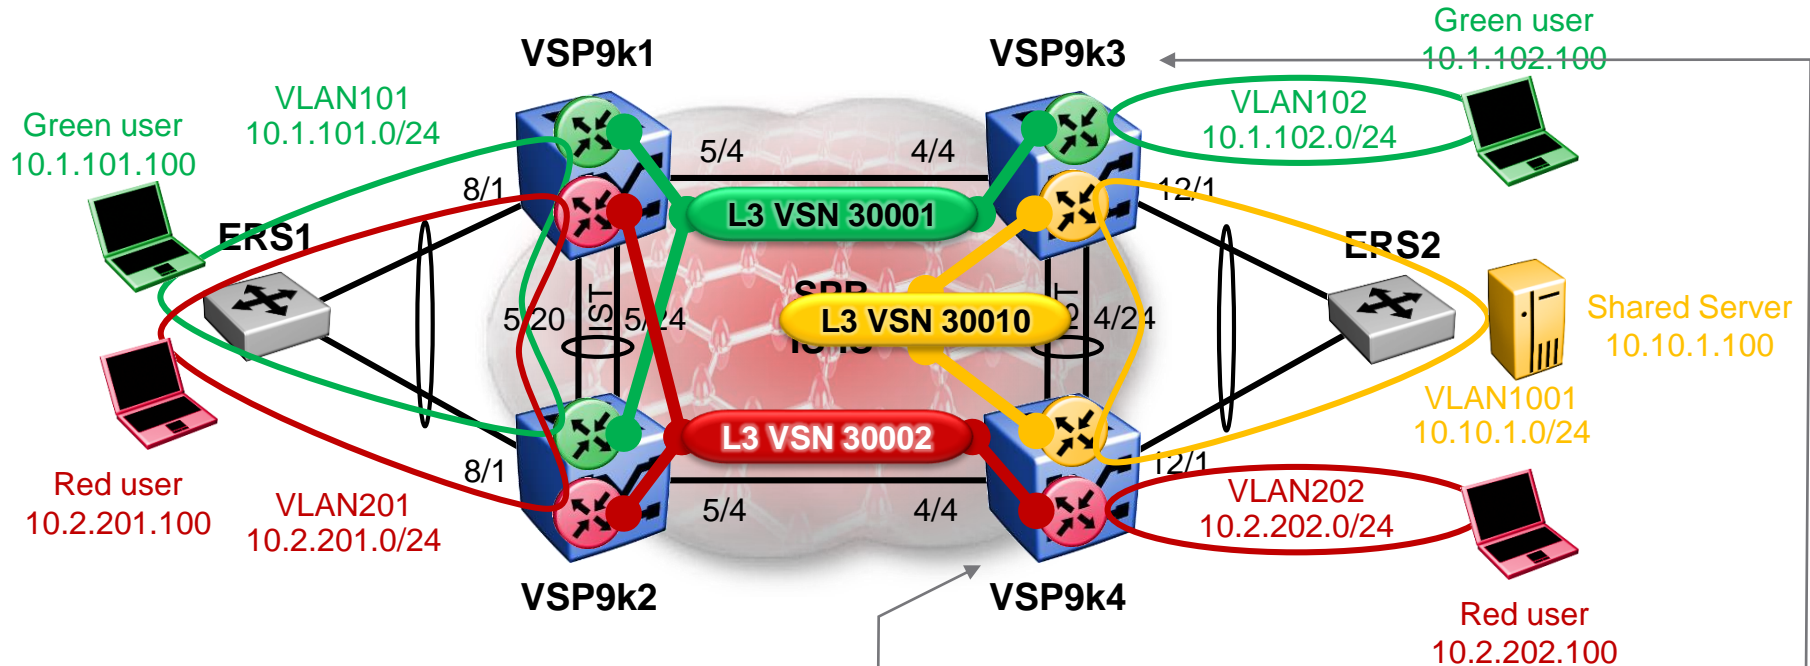 Green user
10.1.102.100
VSP9k1
VSP9k3
VLAN101
10.1.101.0/24
VLAN102
10.1.102.0/24
Green user
10.1.101.100
5/4
4/4
8/1
12/1
L3 VSN 30001
ERS1
ERS2
5/20
IST
5/24
L3 VSN 30010
4/24
Shared Server
10.10.1.100
VLAN1001
10.10.1.0/24
L3 VSN 30002
8/1
12/1
Red user
10.2.201.100
VLAN201
10.2.201.0/24
5/4
4/4
VLAN202
10.2.202.0/24
VSP9k2
VSP9k4
Red user
10.2.202.100